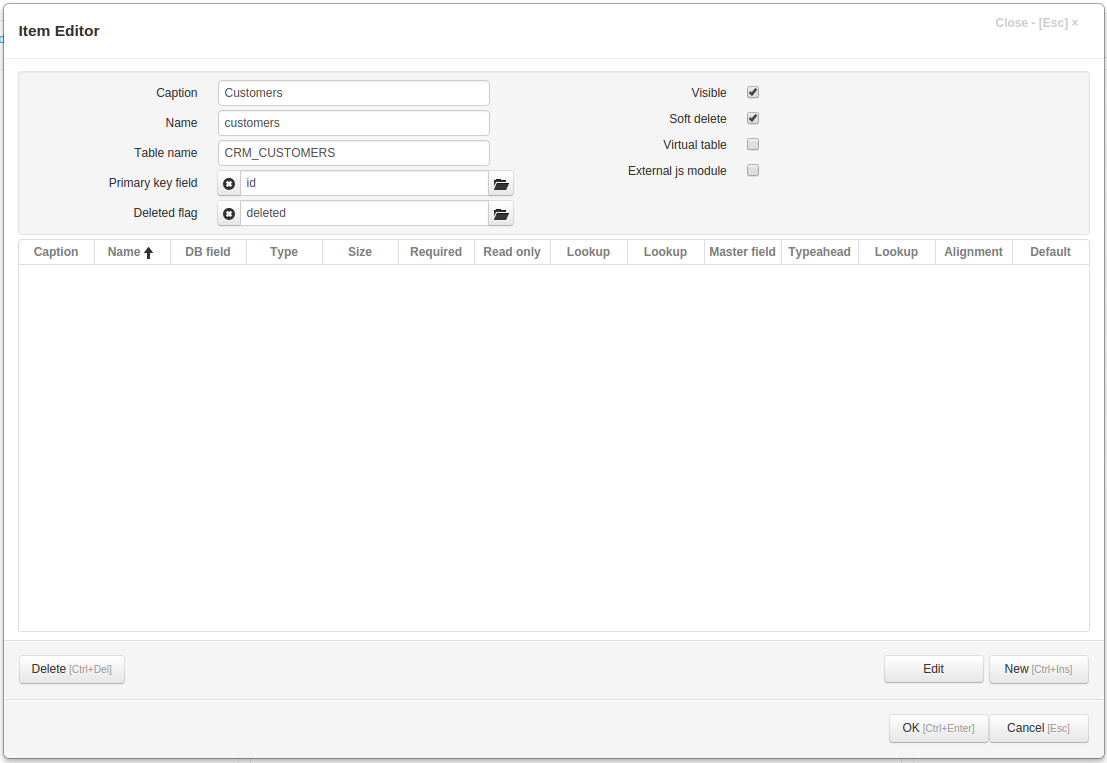 Item Editor
Close - [Esc] ×
Caption Customers
Visible
Name customers
Soft delete
Table name CRM_CUSTOMERS
Virtual table
Primary key field id
External js module
Deleted flag deleted
Caption Name DB field Type Size Required Read only Lookup Lookup Master field Typeahead Lookup Alignment Default
Delete [Ctrl+Del]
Edit
New [Ctrl+Ins]
OK [Ctrl+Enter]
Cancel [Esc]